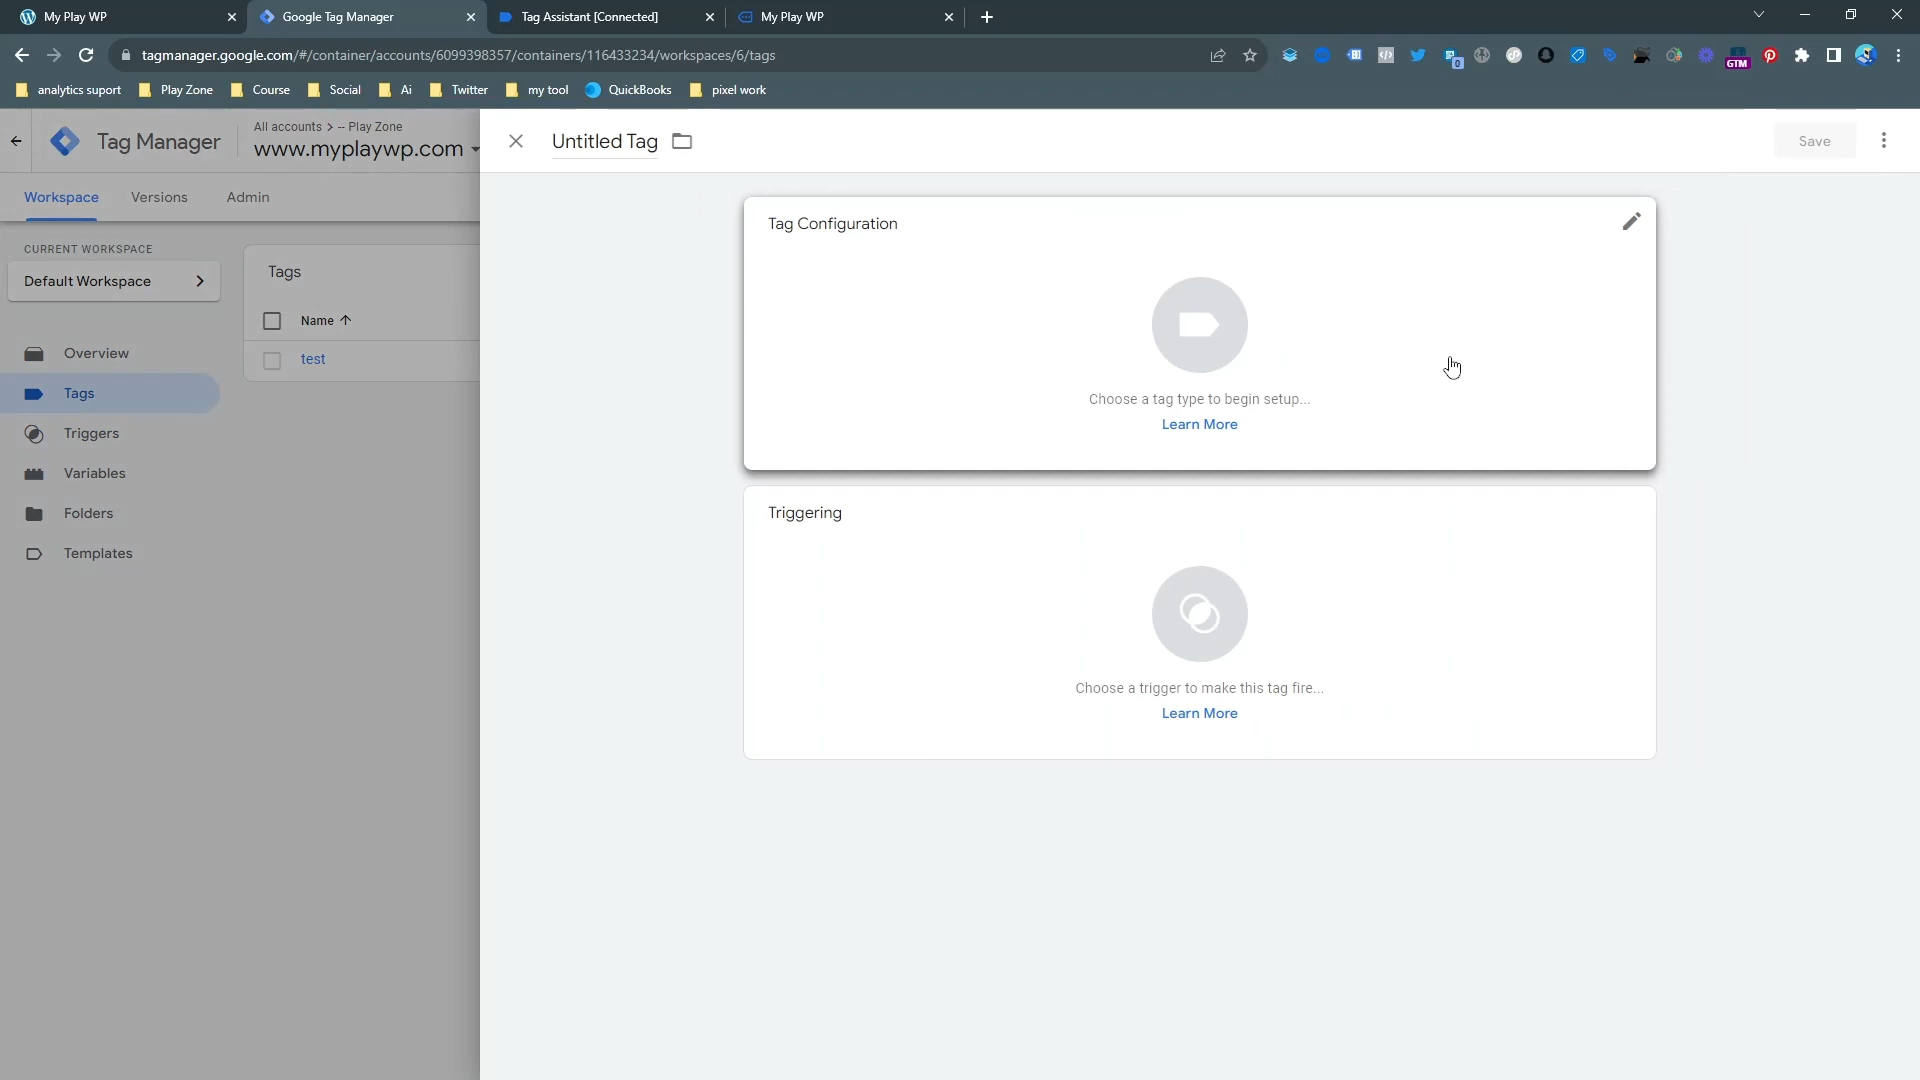 My Play WP
Google Tag Manager
Tag Assistant [Connected]
My Play WP
tagmanager.google.com/#/container/accounts/6099398357/containers/116433234/workspaces/6/tags
0
GTM
analytics suport
Play Zone
Course
Social
Ai
Twitter
my tool
QuickBooks
pixel work
Tag Manager
All accounts > -- Play Zone
www.myplaywp.com
Untitled Tag
Save
Workspace
Versions
Admin
CURRENT WORKSPACE
Default Workspace
Overview
Tags
Triggers
Variables
Folders
Templates
Tags
Name
test
Tag Configuration
Choose a tag type to begin setup...
Learn More
Triggering
Choose a trigger to make this tag fire...
Learn More